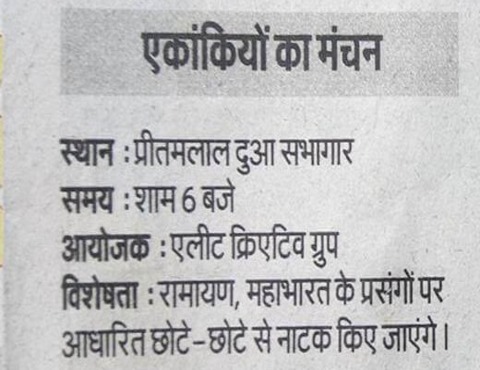 एकांकियों का मंचन
स्थान : प्रीतमलाल दुआ सभागार
समय : शाम 6 बजे
आयोजक : एलीट क्रिएटिव ग्रुप
विशेषता : रामायण, महाभारत के प्रसंगों पर
आधारित छोटे-छोटे से नाटक किए जाएंगे।